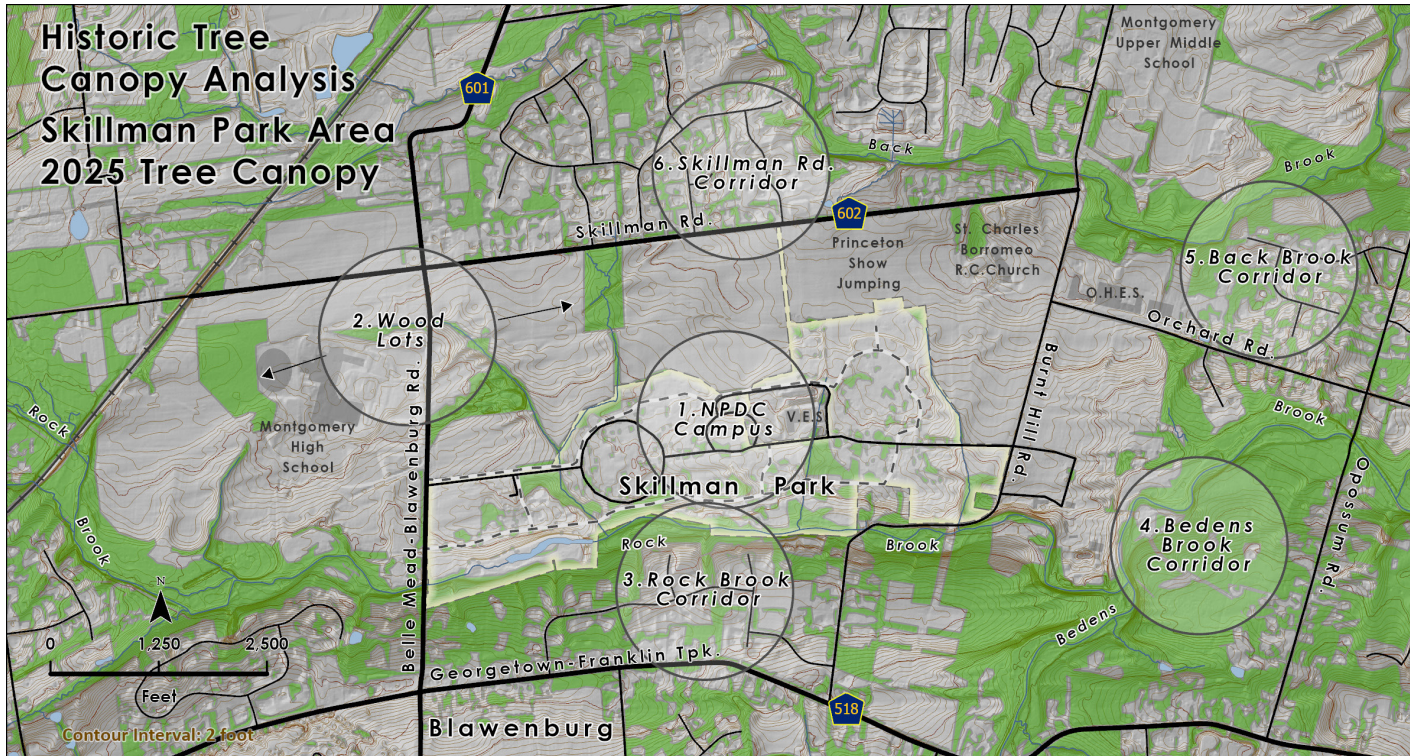 Historic Tree
Canopy Analysis
Skillman Park Area
2025 Tree Canopy
601
Montgomery
Upper Middle
School
6.Skillman Rd.
Corridor
Back
Brook
Skillman Rd.
602
Princeton
Show
Jumping
St. Charles
Borromeo
R.C.Church
5.Back Brook
Corridor
O.H.E.S.
Orchard Rd.
2.Wood
Lots
Belle Mead-Blawenburg Rd.
Burnt Hill Rd.
1.NPDC
Campus
V.E.S
Rock
Brook
Montgomery
High
School
Brook
Opossum Rd.
Skillman Park
Rock
Brook
4.Bedens
Brook
Corridor
3.Rock Brook
Corridor
Bedens
N
0
1,250
2,500
Feet
Georgetown-Franklin Tpk.
518
Blawenburg
Contour Interval: 2 foot